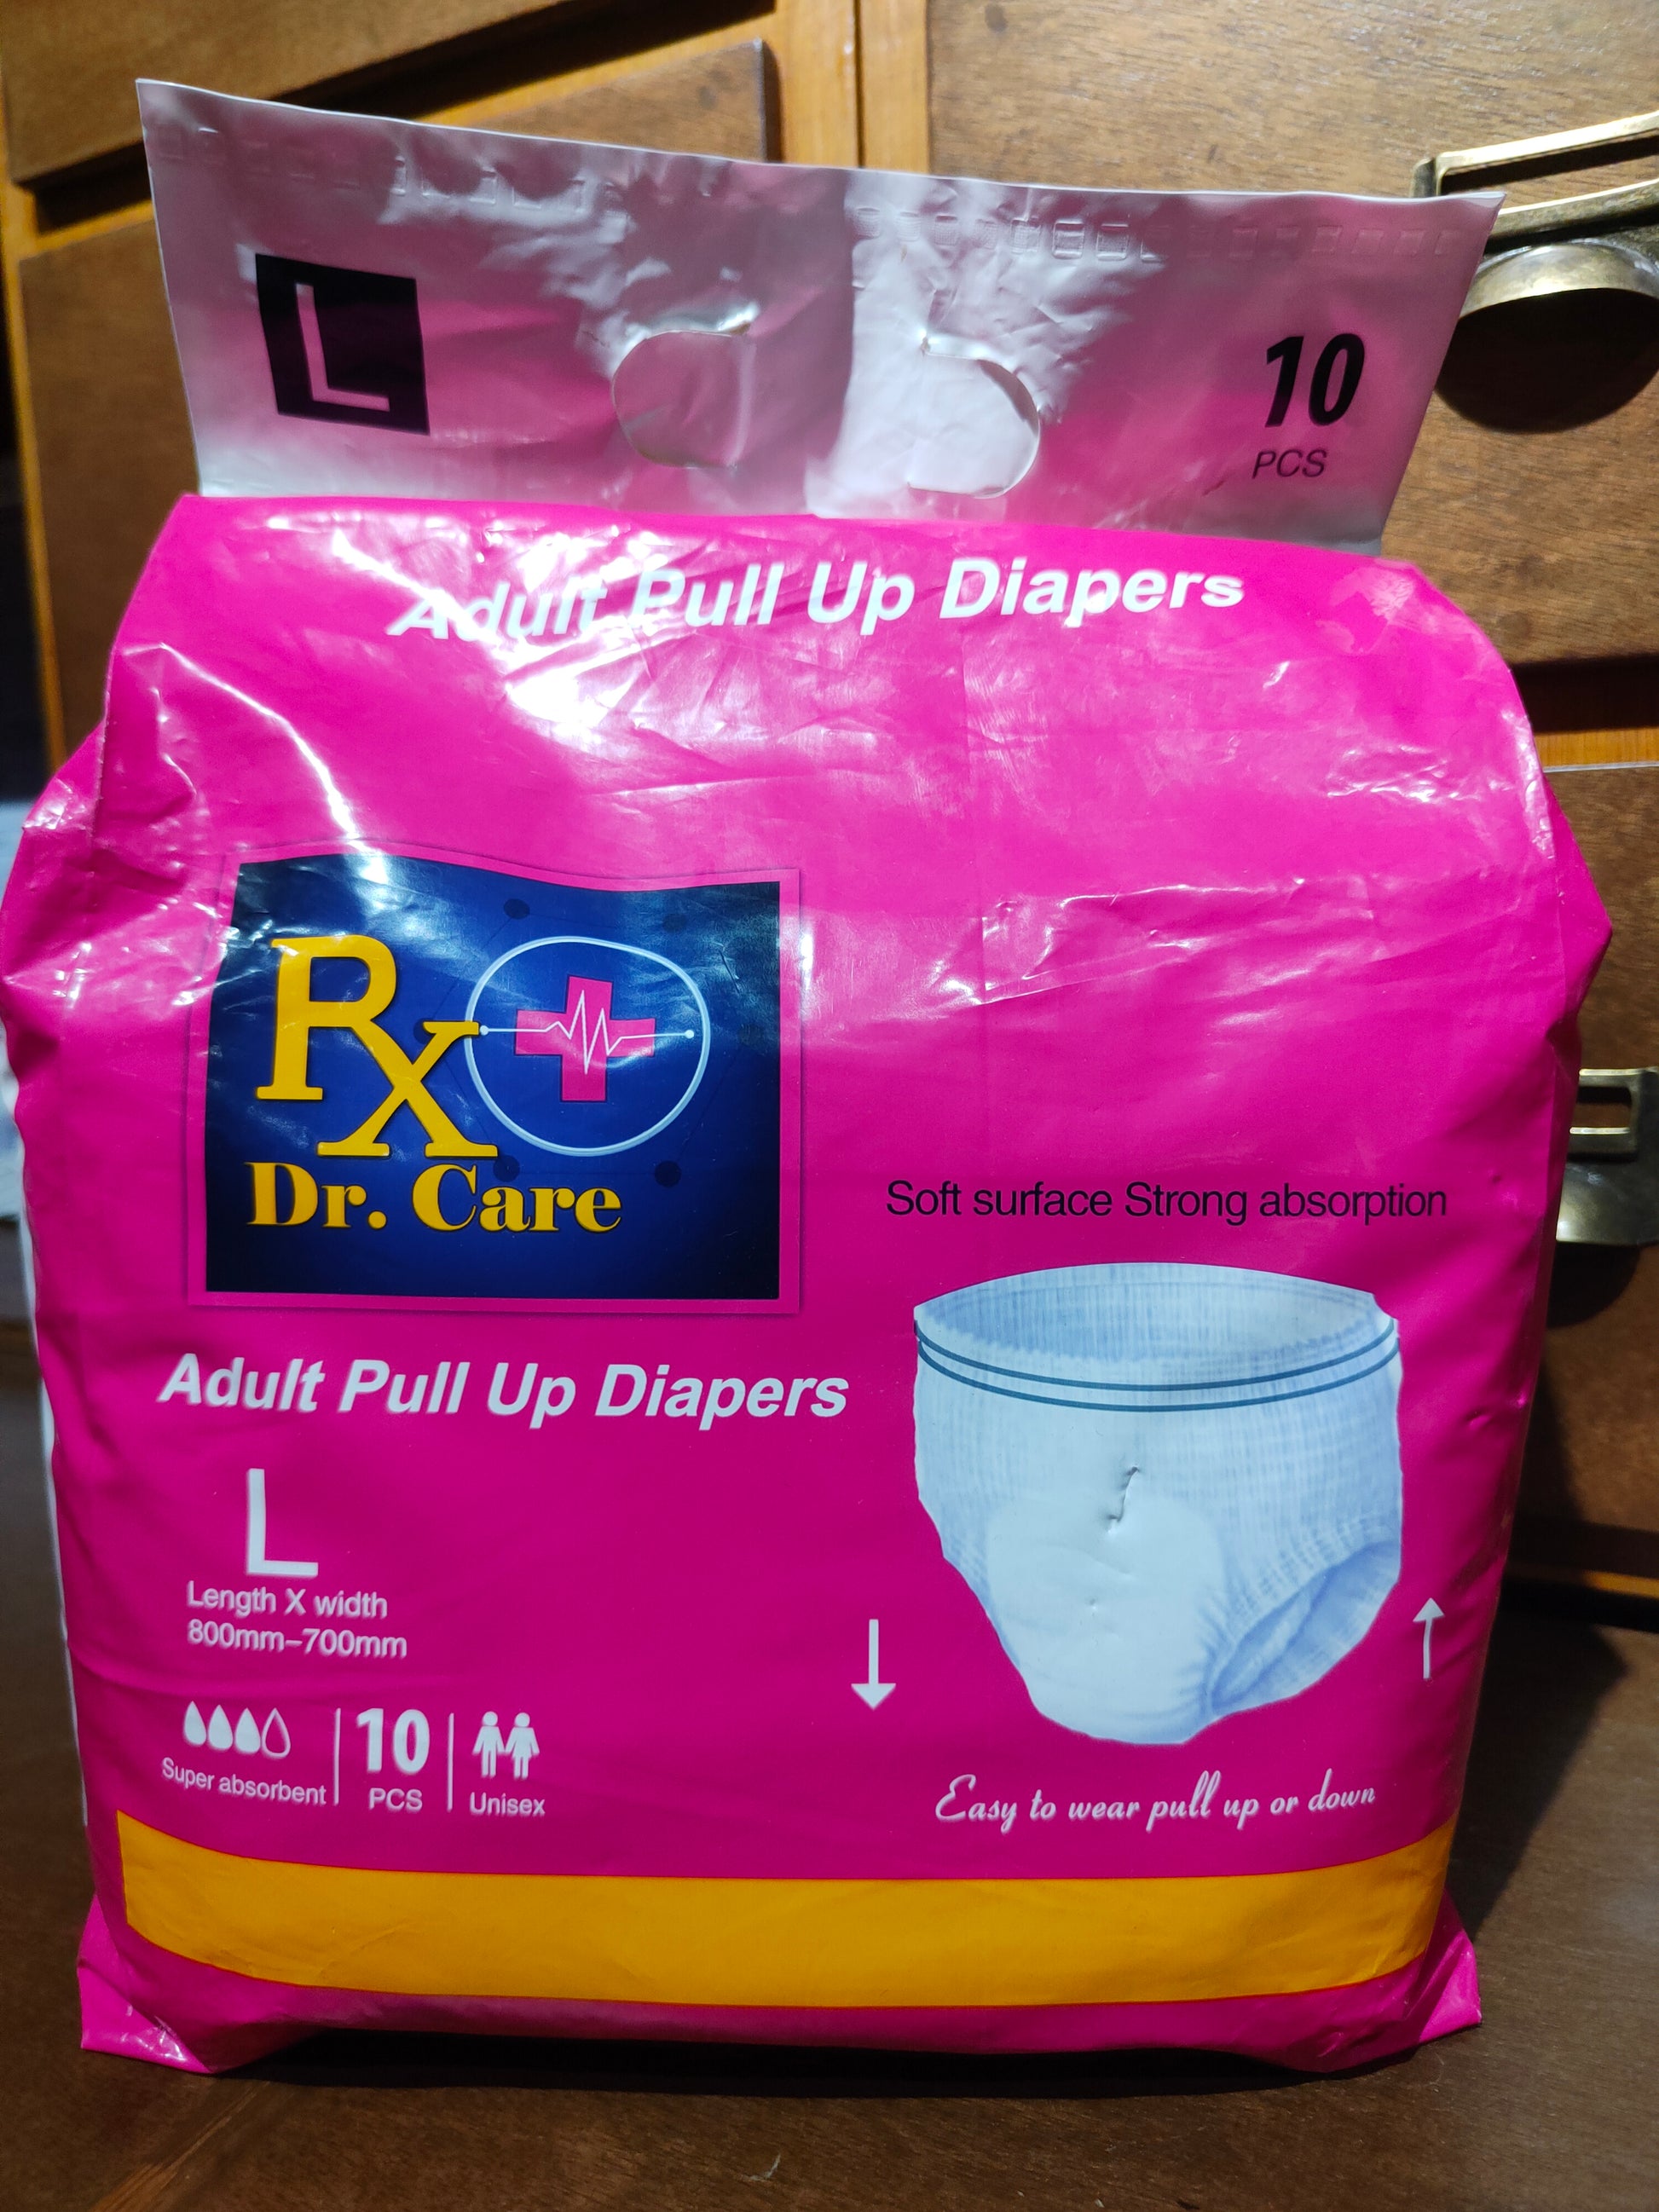 L
10
PCS
Adult Pull Up Diapers
Rx
Dr. Care
Soft surface Strong absorption
Adult Pull Up Diapers
L
Length X width
800mm–700mm
Super absorbent
10
PCS
Unisex
Easy to wear pull up or down